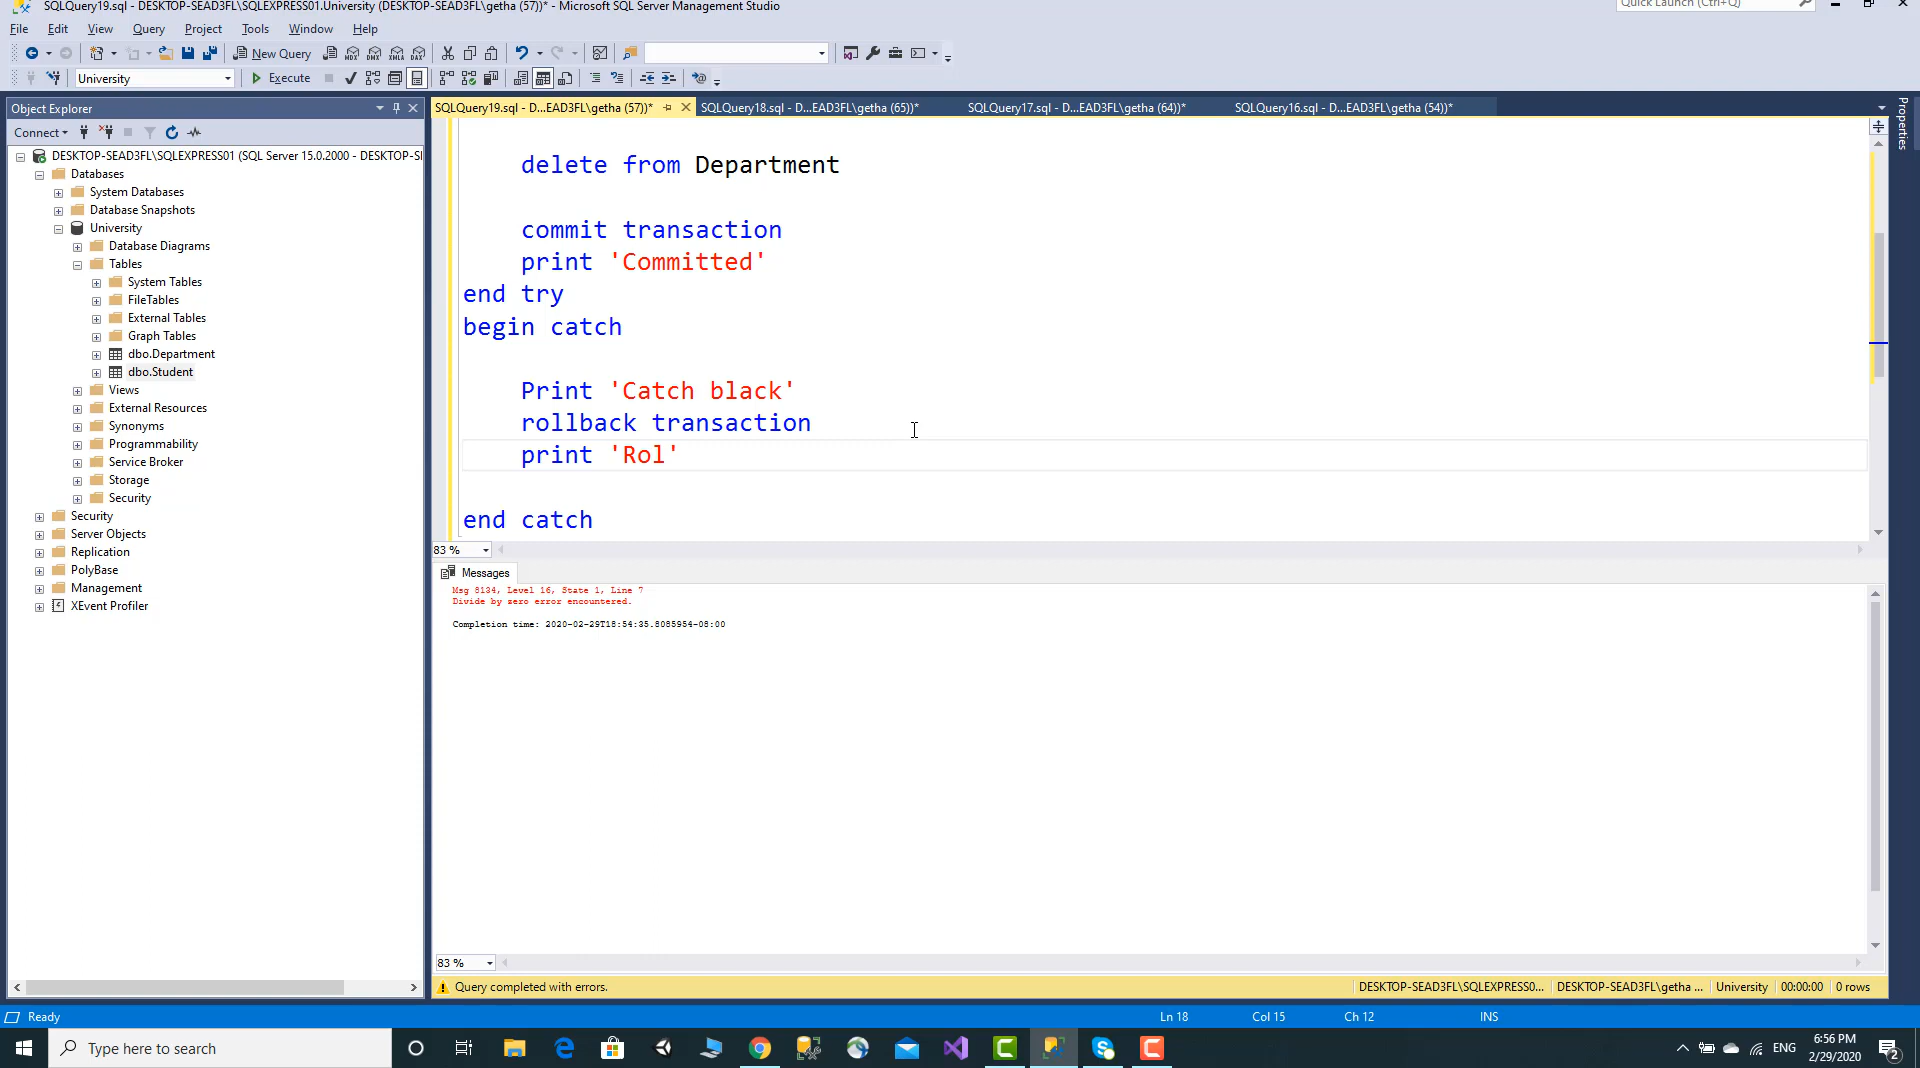 SQLQuery19.sql - DESKTOP-SEAD3FL\SQLEXPRESS01.University (DESKTOP-SEAD3FL\getha (57))* - Microsoft SQL Server Management Studio
Quick Launch (Ctrl+Q)
File Edit View Query Project Tools Window Help
New Query
University
Execute
Object Explorer
SQLQuery19.sql - D...EAD3FL\getha (57))*
SQLQuery18.sql - D...EAD3FL\getha (65))*
SQLQuery17.sql - D...EAD3FL\getha (64))*
SQLQuery16.sql - D...EAD3FL\getha (54))*
Properties
Connect
DESKTOP-SEAD3FL\SQLEXPRESS01 (SQL Server 15.0.2000 - DESKTOP-S
Databases
System Databases
Database Snapshots
University
Database Diagrams
Tables
System Tables
FileTables
External Tables
Graph Tables
dbo.Department
dbo.Student
Views
External Resources
Synonyms
Programmability
Service Broker
Storage
Security
Security
Server Objects
Replication
PolyBase
Management
XEvent Profiler
delete from Department
commit transaction
print 'Committed'
end try
begin catch
Print 'Catch black'
rollback transaction
print 'Rol'
end catch
83 %
Messages
Msg 8134, Level 16, State 1, Line 7
Divide by zero error encountered.
Completion time: 2020-02-29T18:54:35.8085954-08:00
83 %
Query completed with errors.
DESKTOP-SEAD3FL\SQLEXPRESS0...
DESKTOP-SEAD3FL\getha ...
University
00:00:00
0 rows
Ready
Ln 18
Col 15
Ch 12
INS
Type here to search
ENG
6:56 PM
2/29/2020
2